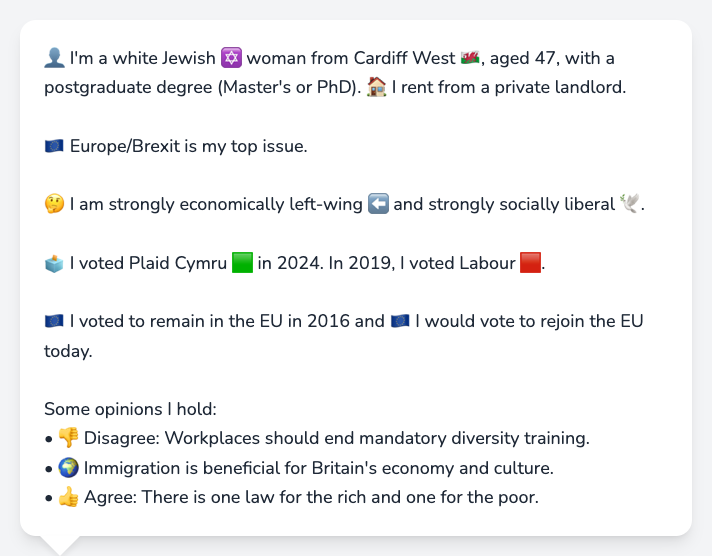 👤 I'm a white Jewish ✡️ woman from Cardiff West 🏴󠁧󠁢󠁷󠁬󠁳󠁿, aged 47, with a
postgraduate degree (Master's or PhD). 🏠 I rent from a private landlord.
🇪🇺 Europe/Brexit is my top issue.
🤔 I am strongly economically left-wing ⬅️ and strongly socially liberal 🕊️.
🗳️ I voted Plaid Cymru 🟩 in 2024. In 2019, I voted Labour 🟥.
🇪🇺 I voted to remain in the EU in 2016 and 🇪🇺 I would vote to rejoin the EU
today.
Some opinions I hold:
• 👎 Disagree: Workplaces should end mandatory diversity training.
• 🌍 Immigration is beneficial for Britain's economy and culture.
• 👍 Agree: There is one law for the rich and one for the poor.